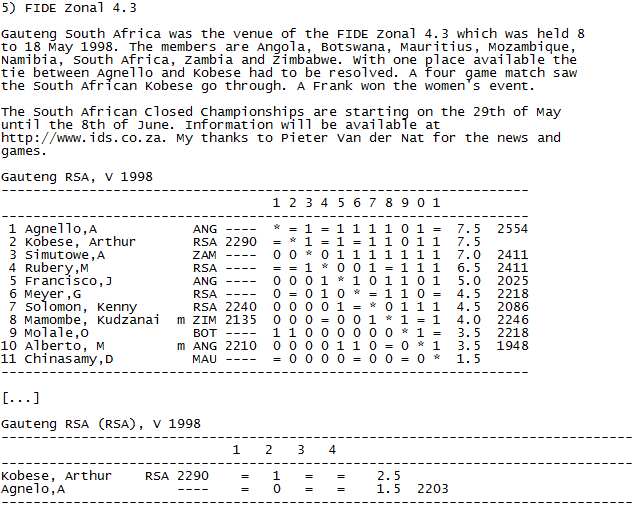 5) FIDE Zonal 4.3
Gauteng South Africa was the venue of the FIDE Zonal 4.3 which was held 8
to 18 May 1998. The members are Angola, Botswana, Mauritius, Mozambique,
Namibia, South Africa, Zambia and Zimbabwe. With one place available the
tie between Agnello and Kobese had to be resolved. A four game match saw
the South African Kobese go through. A Frank won the women's event.
The South African Closed Championships are starting on the 29th of May
until the 8th of June. Information will be available at
http://www.ids.co.za. My thanks to Pieter Van der Nat for the news and
games.
Gauteng RSA, V 1998
-------------------------------------------------------------------
1 2 3 4 5 6 7 8 9 0 1
-------------------------------------------------------------------
1 Agnello,A ANG ---- * = 1 = 1 1 1 1 0 1 = 7.5 2554
2 Kobese, Arthur RSA 2290 = * 1 = 1 = 1 1 0 1 1 7.5
3 Simutowe,A ZAM ---- 0 0 * 0 1 1 1 1 1 1 1 7.0 2411
4 Rubery,M RSA ---- = = 1 * 0 0 1 = 1 1 1 6.5 2411
5 Francisco,J ANG ---- 0 0 0 1 * 1 0 1 1 0 1 5.0 2025
6 Meyer,G RSA ---- 0 = 0 1 0 * = 1 1 0 = 4.5 2218
7 Solomon, Kenny RSA 2240 0 0 0 0 1 = * 0 1 1 1 4.5 2086
8 Mamombe, Kudzanai m ZIM 2135 0 0 0 = 0 0 1 * 1 = 1 4.0 2246
9 Molale,O BOT ---- 1 1 0 0 0 0 0 0 * 1 = 3.5 2218
10 Alberto, M m ANG 2210 0 0 0 0 1 1 0 = 0 * 1 3.5 1948
11 Chinasamy,D MAU ---- = 0 0 0 0 = 0 0 = 0 * 1.5
-------------------------------------------------------------------
[...]
Gauteng RSA (RSA), V 1998
--------------------------------------------------------------------------------
1 2 3 4
--------------------------------------------------------------------------------
Kobese, Arthur RSA 2290 = 1 = = 2.5
Agnelo,A ---- = 0 = = 1.5 2203
--------------------------------------------------------------------------------